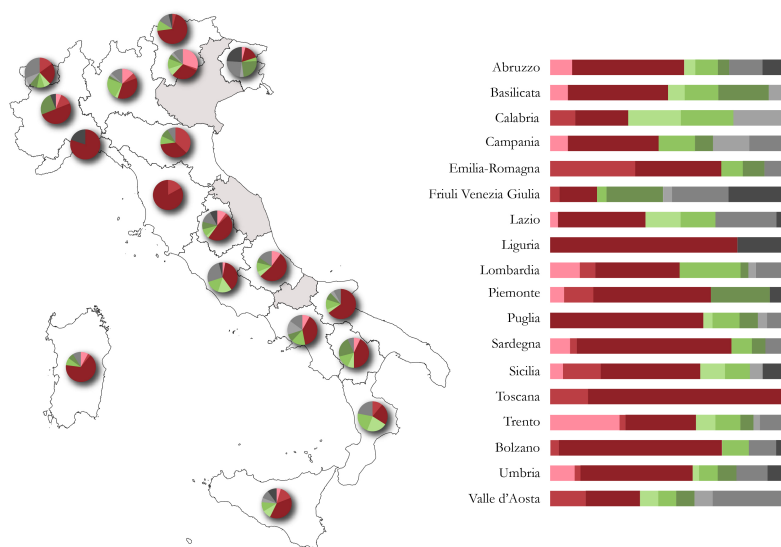 Abruzzo
Basilicata
Calabria
Campania
Emilia-Romagna
Friuli Venezia Giulia
Lazio
Liguria
Lombardia
Piemonte
Puglia
Sardegna
Sicilia
Toscana
Trento
Bolzano
Umbria
Valle d'Aosta